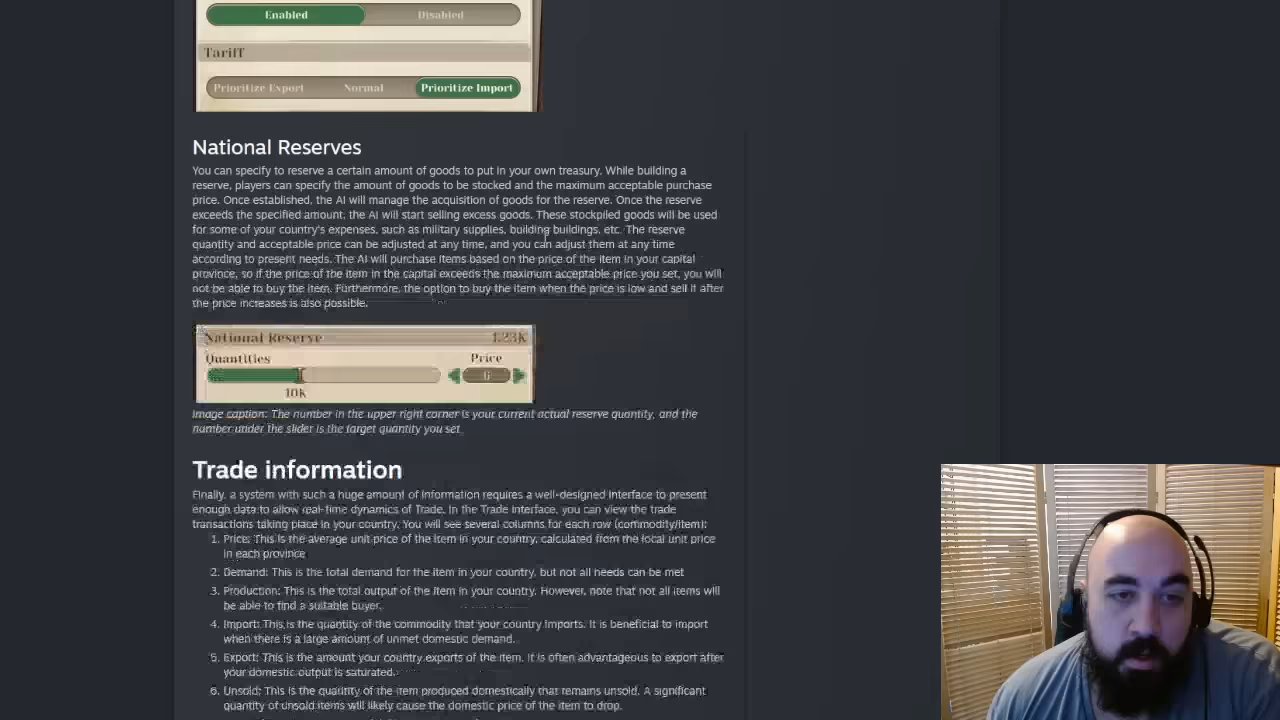 Enabled Disabled
Tariff
Prioritize Export Normal Prioritize Import
National Reserves
You can specify to reserve a certain amount of goods to put in your own treasury. While building a
reserve, players can specify the amount of goods to be stocked and the maximum acceptable purchase
price. Once established, the AI will manage the acquisition of goods for the reserve. Once the reserve
exceeds the specified amount, the AI will start selling excess goods. These stockpiled goods will be used
for some of your country's expenses, such as military supplies, building buildings, etc. The reserve
quantity and acceptable price can be adjusted at any time, and you can adjust them at any time
according to present needs. The AI will purchase items based on the price of the item in your capital
province, so if the price of the item in the capital exceeds the maximum acceptable price you set, you will
not be able to buy the item. Furthermore, the option to buy the item when the price is low and sell it after
the price increases is also possible.
National Reserve 1.23K
Quantities Price
6
10K
Image caption: The number in the upper right corner is your current actual reserve quantity, and the
number under the slider is the target quantity you set
Trade information
Finally, a system with such a huge amount of information requires a well-designed interface to present
enough data to allow real-time dynamics of Trade. In the Trade Interface, you can view the trade
transactions taking place in your country. You will see several columns for each row (commodity/item):
1. Price: This is the average unit price of the item in your country, calculated from the local unit price
in each province
2. Demand: This is the total demand for the item in your country, but not all needs can be met
3. Production: This is the total output of the item in your country. However, note that not all items will
be able to find a suitable buyer.
4. Import: This is the quantity of the commodity that your country imports. It is beneficial to import
when there is a large amount of unmet domestic demand.
5. Export: This is the amount your country exports of the item. It is often advantageous to export after
your domestic output is saturated.
6. Unsold: This is the quantity of the item produced domestically that remains unsold. A significant
quantity of unsold items will likely cause the domestic price of the item to drop.